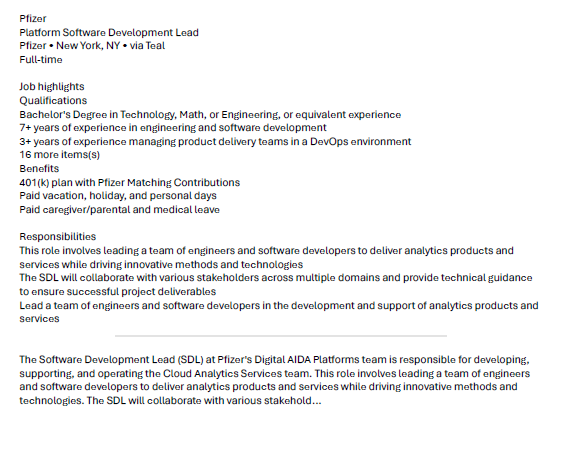 Pfizer
Platform Software Development Lead
Pfizer • New York, NY • via Teal
Full-time
Job highlights
Qualifications
Bachelor's Degree in Technology, Math, or Engineering, or equivalent experience
7+ years of experience in engineering and software development
3+ years of experience managing product delivery teams in a DevOps environment
16 more items(s)
Benefits
401(k) plan with Pfizer Matching Contributions
Paid vacation, holiday, and personal days
Paid caregiver/parental and medical leave
Responsibilities
This role involves leading a team of engineers and software developers to deliver analytics products and
services while driving innovative methods and technologies
The SDL will collaborate with various stakeholders across multiple domains and provide technical guidance
to ensure successful project deliverables
Lead a team of engineers and software developers in the development and support of analytics products and
services
The Software Development Lead (SDL) at Pfizer's Digital AIDA Platforms team is responsible for developing,
supporting, and operating the Cloud Analytics Services team. This role involves leading a team of engineers
and software developers to deliver analytics products and services while driving innovative methods and
technologies. The SDL will collaborate with various stakehold...